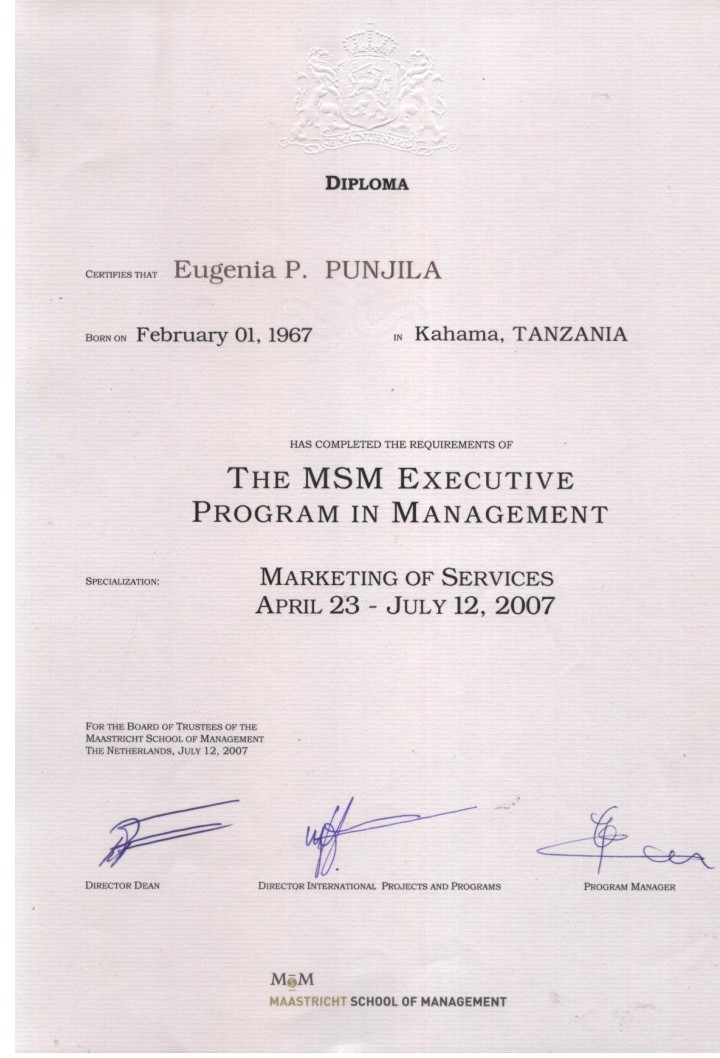 DIPLOMA
CERTIFIES THAT Eugenia P. PUNJILA
BORN ON February 01, 1967 IN Kahama, TANZANIA
HAS COMPLETED THE REQUIREMENTS OF
THE MSM EXECUTIVE
PROGRAM IN MANAGEMENT
SPECIALIZATION: MARKETING OF SERVICES
APRIL 23 - JULY 12, 2007
FOR THE BOARD OF TRUSTEES OF THE
MAASTRICHT SCHOOL OF MANAGEMENT
THE NETHERLANDS, JULY 12, 2007
DIRECTOR DEAN DIRECTOR INTERNATIONAL PROJECTS AND PROGRAMS PROGRAM MANAGER
MSM
MAASTRICHT SCHOOL OF MANAGEMENT